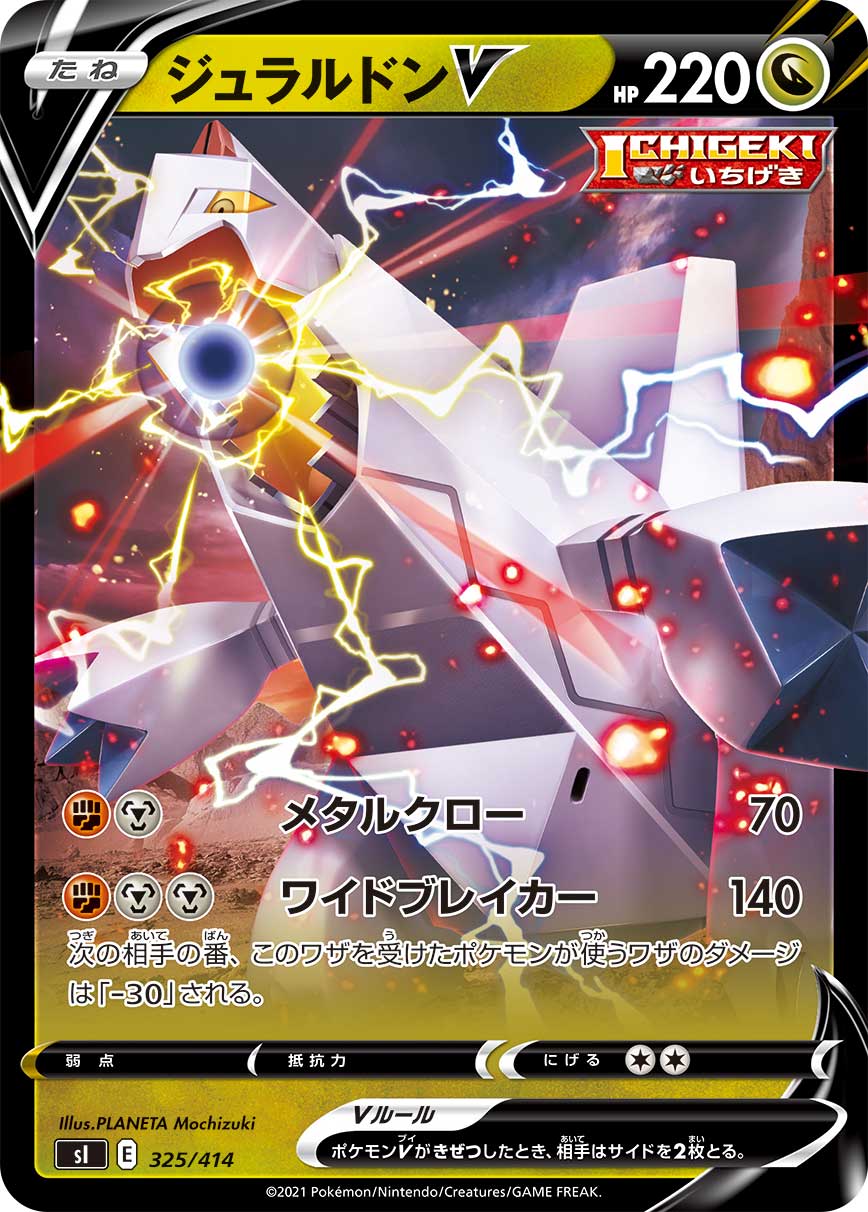 たね
ジュラルドンV
HP 220
ICHIGEKI
いちげき
メタルクロー 70
ワイドブレイカー 140
次の相手の番、このワザを受けたポケモンが使うワザのダメージ
は「-30」される。
弱点 抵抗力 にげる
Illus.PLANETA Mochizuki
Vルール
ポケモンVがきぜつしたとき、相手はサイドを2枚とる。
sI E 325/414
©2021 Pokémon/Nintendo/Creatures/GAME FREAK.